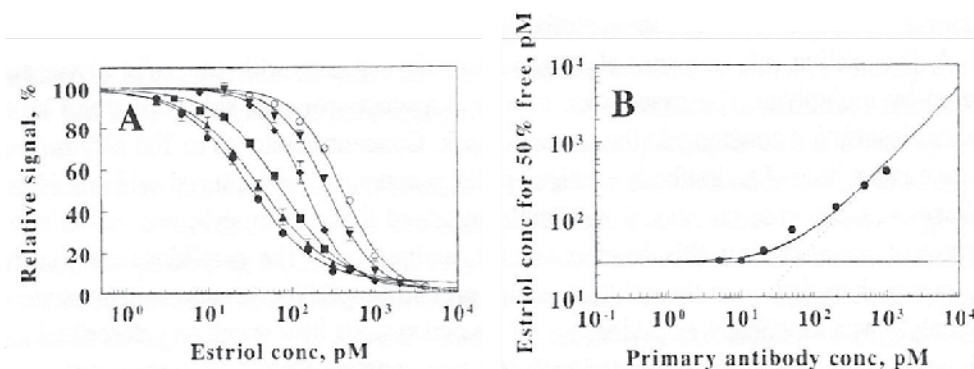 A
Relative signal, %
100
80
60
40
20
0
10⁰ 10¹ 10² 10³ 10⁴
Estriol conc, pM
B
Estriol conc for 50% free, pM
10⁴
10³
10²
10¹
10⁻¹ 10⁰ 10¹ 10² 10³ 10⁴
Primary antibody conc, pM